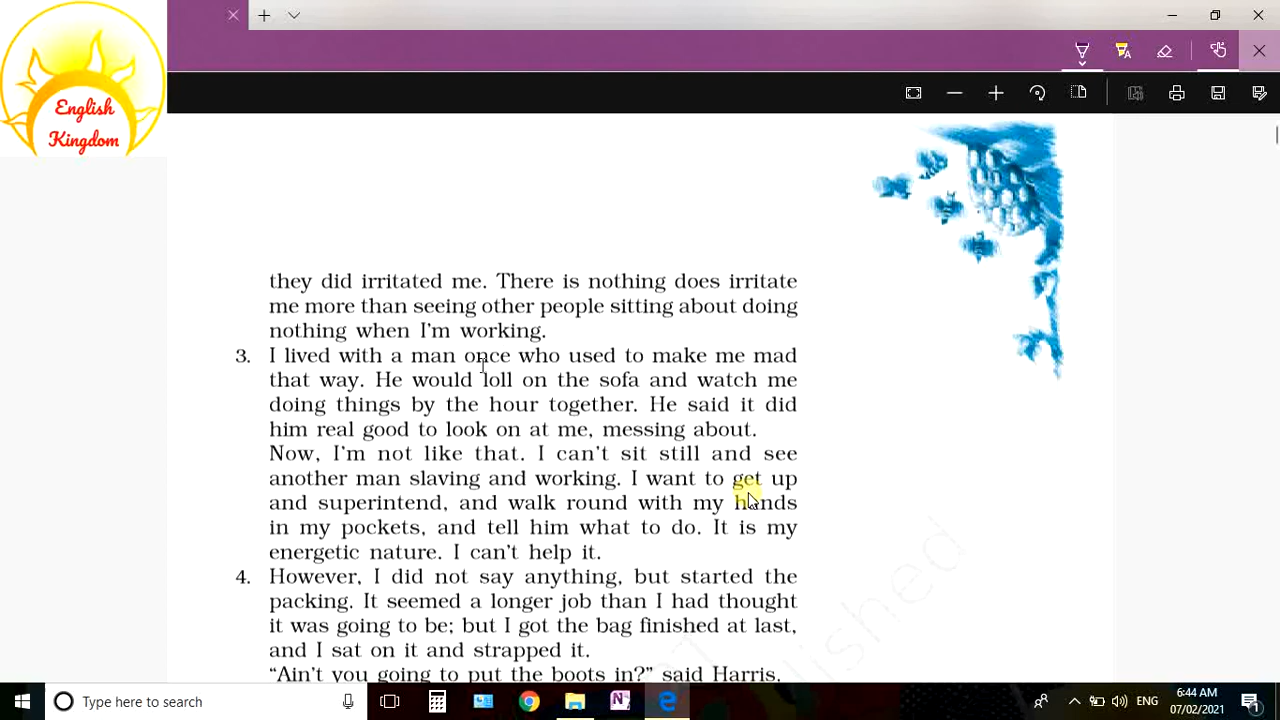 English
Kingdom
they did irritated me. There is nothing does irritate
me more than seeing other people sitting about doing
nothing when I'm working.
3. I lived with a man once who used to make me mad
that way. He would loll on the sofa and watch me
doing things by the hour together. He said it did
him real good to look on at me, messing about.
Now, I'm not like that. I can't sit still and see
another man slaving and working. I want to get up
and superintend, and walk round with my hands
in my pockets, and tell him what to do. It is my
energetic nature. I can't help it.
4. However, I did not say anything, but started the
packing. It seemed a longer job than I had thought
it was going to be; but I got the bag finished at last,
and I sat on it and strapped it.
“Ain't you going to put the boots in?” said Harris.
Type here to search
ENG
6:44 AM
07/02/2021